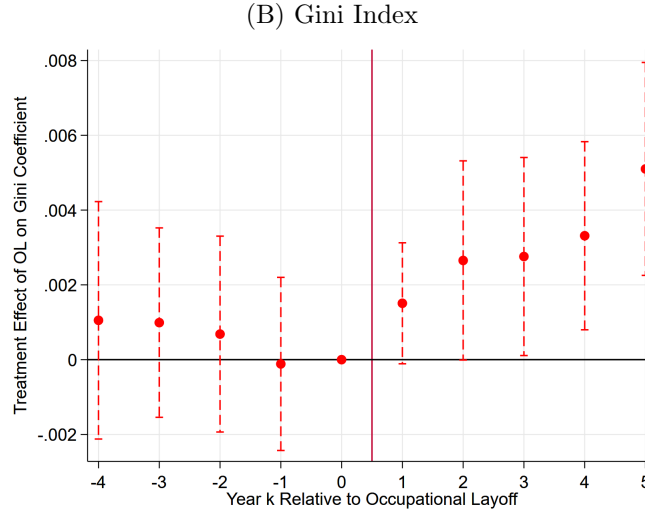 (B) Gini Index
Treatment Effect of OL on Gini Coefficient
.008
.006
.004
.002
0
-.002
-4 -3 -2 -1 0 1 2 3 4 5
Year k Relative to Occupational Layoff